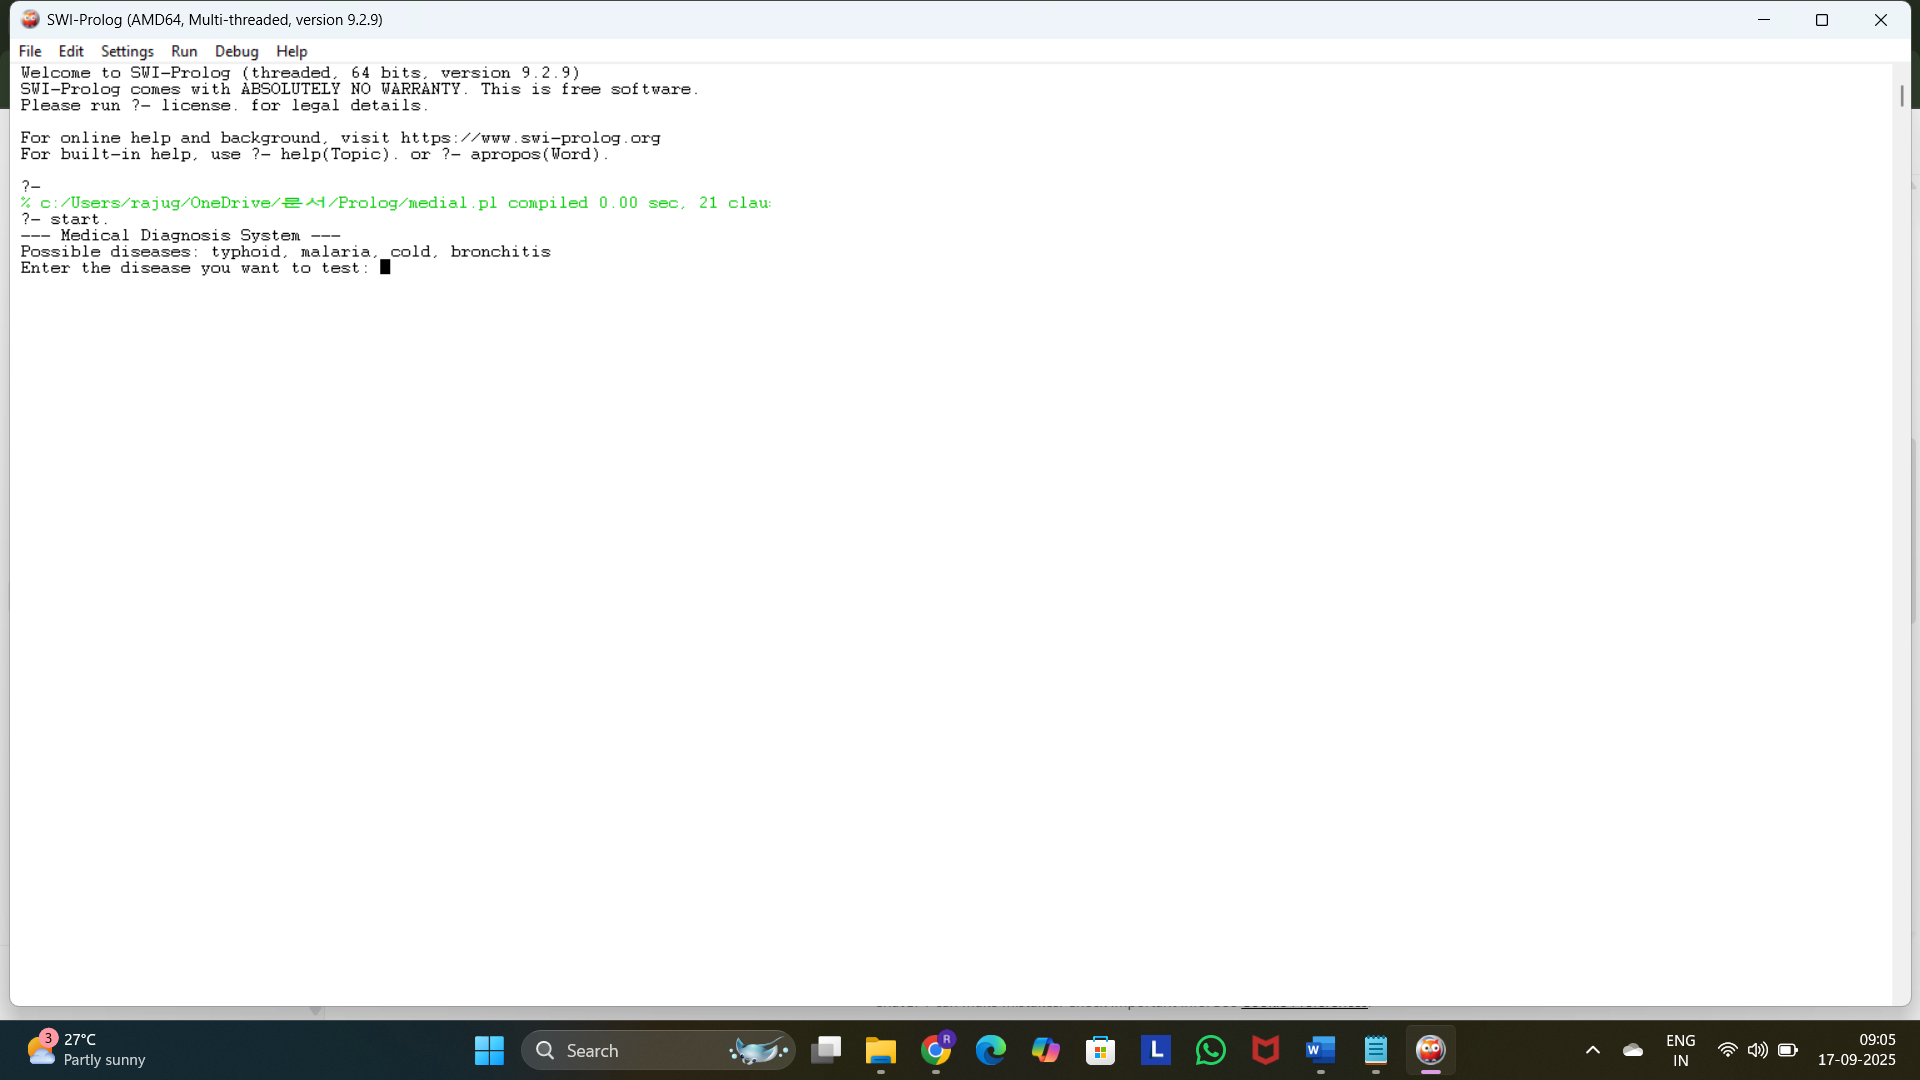 SWI-Prolog (AMD64, Multi-threaded, version 9.2.9)
File Edit Settings Run Debug Help
Welcome to SWI-Prolog (threaded, 64 bits, version 9.2.9)
SWI-Prolog comes with ABSOLUTELY NO WARRANTY. This is free software.
Please run ?- license. for legal details.
For online help and background, visit https://www.swi-prolog.org
For built-in help, use ?- help(Topic). or ?- apropos(Word).
?-
% c:/Users/rajug/OneDrive/문서/Prolog/medial.pl compiled 0.00 sec, 21 clau
?- start.
--- Medical Diagnosis System ---
Possible diseases: typhoid, malaria, cold, bronchitis
Enter the disease you want to test:
3
27°C
Partly sunny
Search
R
L
W
ENG
IN
09:05
17-09-2025